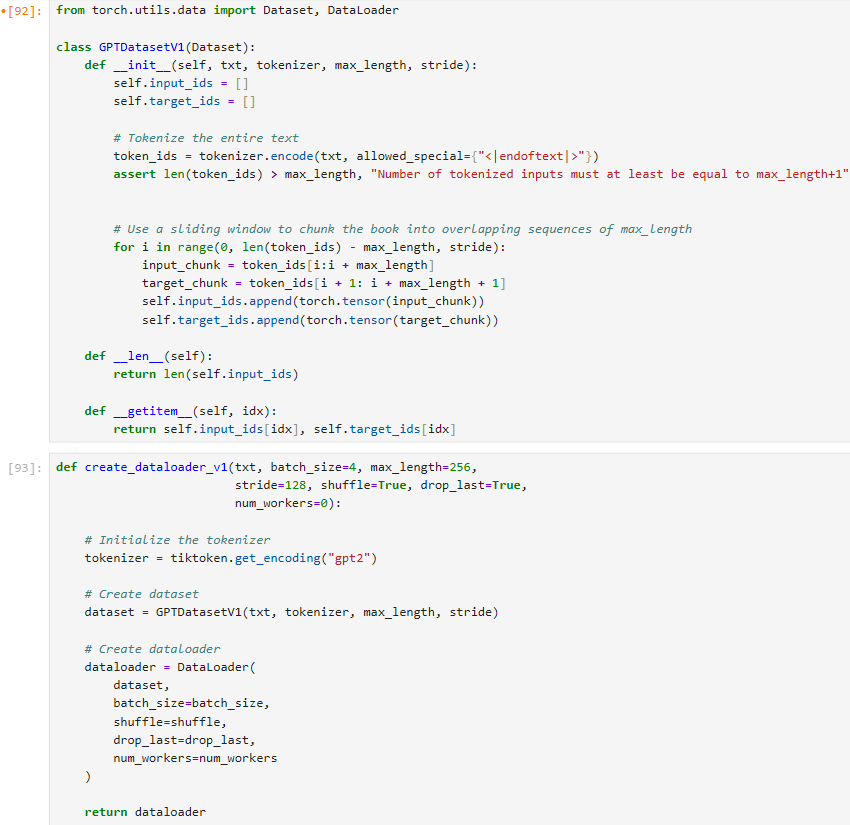 •[92]: from torch.utils.data import Dataset, DataLoader
class GPTDatasetV1(Dataset):
    def __init__(self, txt, tokenizer, max_length, stride):
        self.input_ids = []
        self.target_ids = []
        # Tokenize the entire text
        token_ids = tokenizer.encode(txt, allowed_special={"<|endoftext|>"})
        assert len(token_ids) > max_length, "Number of tokenized inputs must at least be equal to max_length+1"
        # Use a sliding window to chunk the book into overlapping sequences of max_length
        for i in range(0, len(token_ids) - max_length, stride):
            input_chunk = token_ids[i:i + max_length]
            target_chunk = token_ids[i + 1: i + max_length + 1]
            self.input_ids.append(torch.tensor(input_chunk))
            self.target_ids.append(torch.tensor(target_chunk))
    def __len__(self):
        return len(self.input_ids)
    def __getitem__(self, idx):
        return self.input_ids[idx], self.target_ids[idx]
[93]: def create_dataloader_v1(txt, batch_size=4, max_length=256,
                         stride=128, shuffle=True, drop_last=True,
                         num_workers=0):
    # Initialize the tokenizer
    tokenizer = tiktoken.get_encoding("gpt2")
    # Create dataset
    dataset = GPTDatasetV1(txt, tokenizer, max_length, stride)
    # Create dataloader
    dataloader = DataLoader(
        dataset,
        batch_size=batch_size,
        shuffle=shuffle,
        drop_last=drop_last,
        num_workers=num_workers
    )
    return dataloader